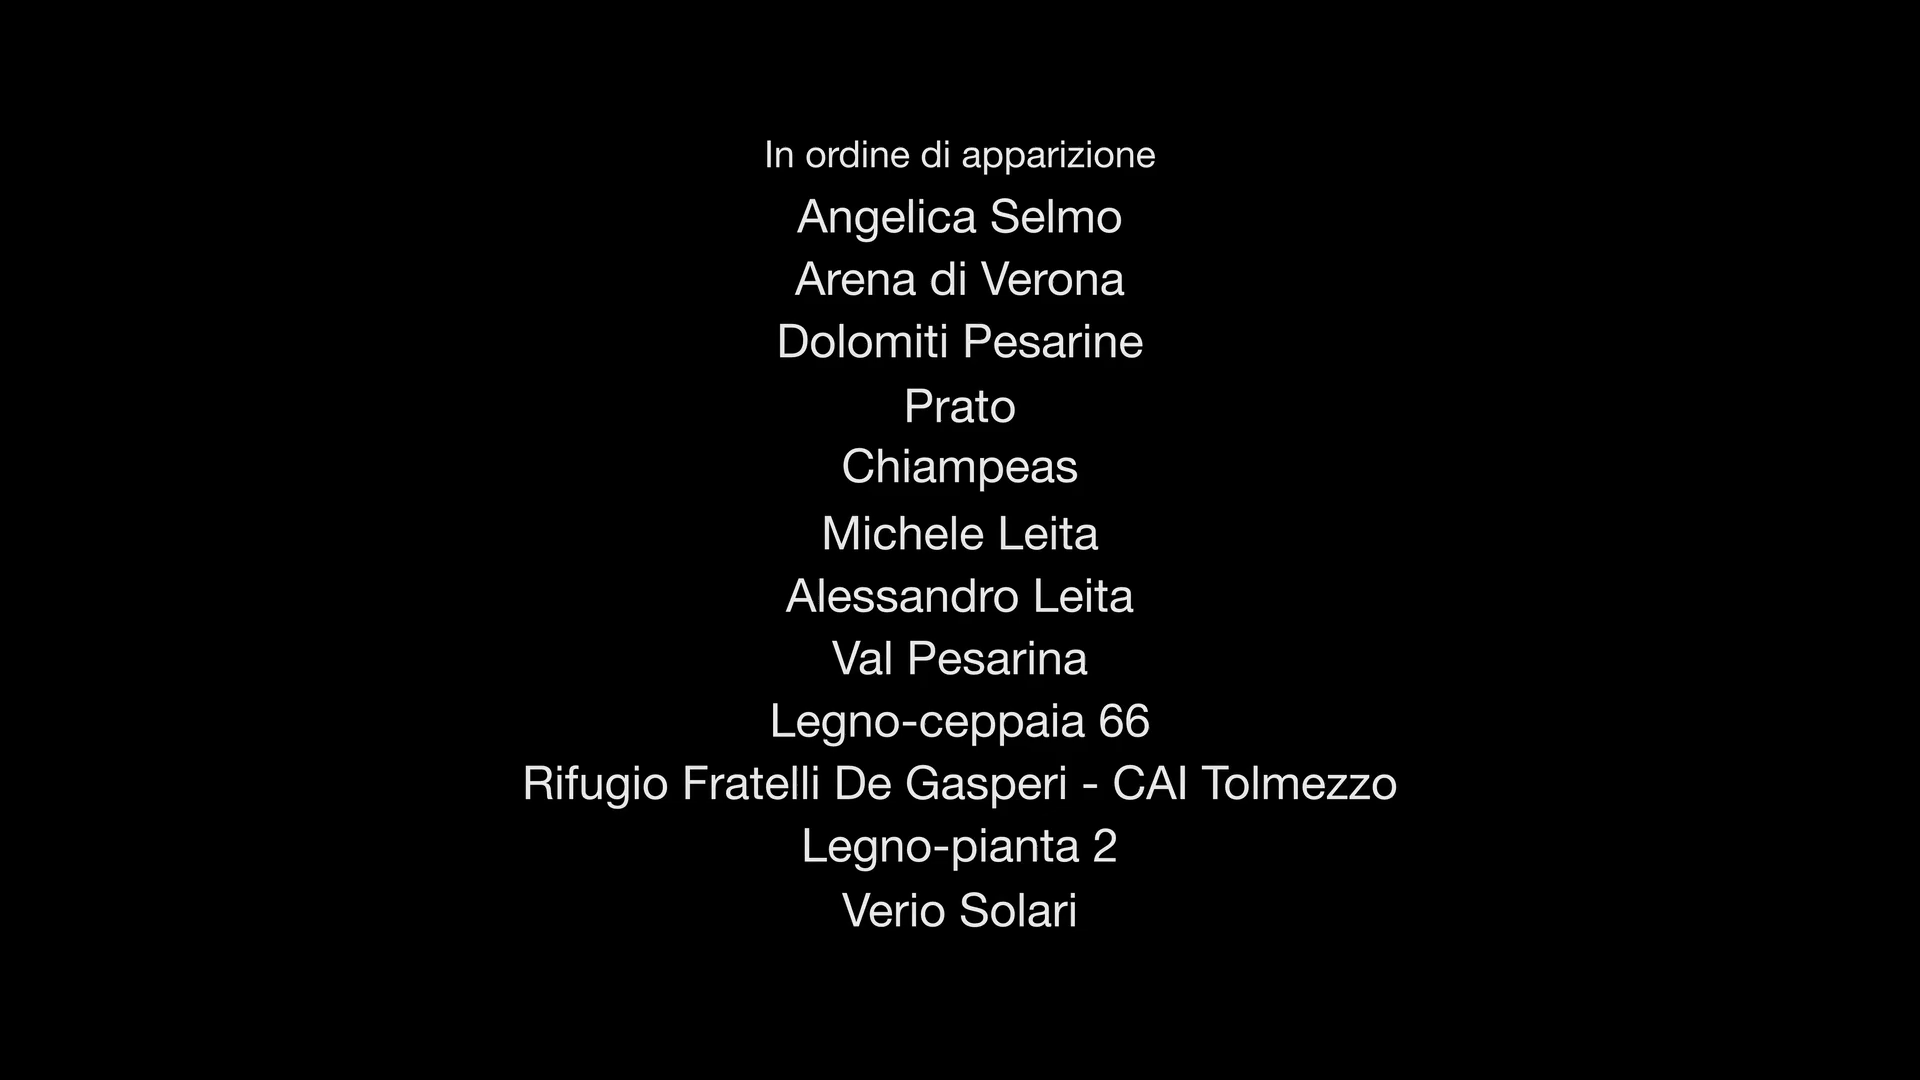 In ordine di apparizione
Angelica Selmo
Arena di Verona
Dolomiti Pesarine
Prato
Chiampeas
Michele Leita
Alessandro Leita
Val Pesarina
Legno-ceppaia 66
Rifugio Fratelli De Gasperi - CAI Tolmezzo
Legno-pianta 2
Verio Solari